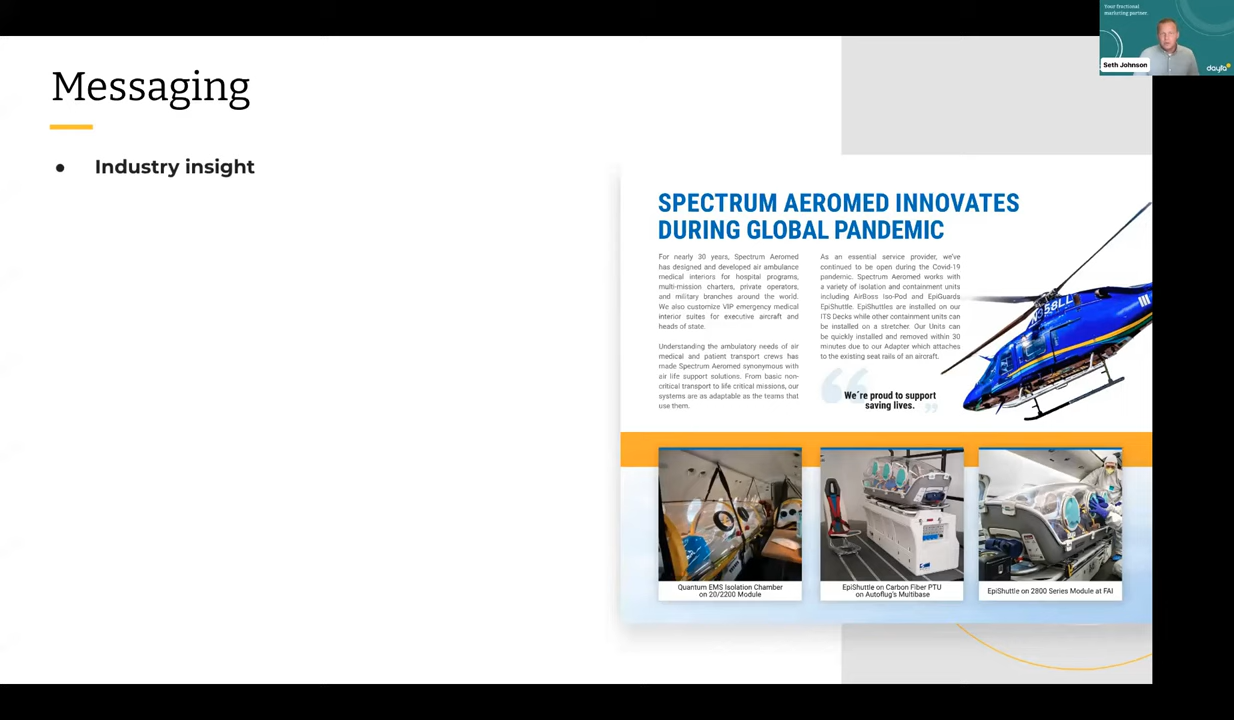 Your fractional
marketing partner.
Seth Johnson
dayta
Messaging
● Industry insight
SPECTRUM AEROMED INNOVATES
DURING GLOBAL PANDEMIC
For nearly 30 years, Spectrum Aeromed
has designed and developed air ambulance
medical interiors for hospital programs,
multi-mission charters, private operators,
and military branches around the world.
We also customize VIP emergency medical
interior suites for executive aircraft and
heads of state.
Understanding the ambulatory needs of air
medical and patient transport crews has
made Spectrum Aeromed synonymous with
air life support solutions. From basic non-
critical transport to life critical missions, our
systems are as adaptable as the teams that
use them.
As an essential service provider, we've
continued to be open during the Covid-19
pandemic. Spectrum Aeromed works with
a variety of isolation and containment units
including AirBoss Iso-Pod and EpiGuards
EpiShuttle. EpiShuttles are installed on our
ITS Decks while other containment units can
be installed on a stretcher. Our Units can
be quickly installed and removed within 30
minutes due to our Adapter which attaches
to the existing seat rails of an aircraft.
“ We´re proud to support
saving lives. ”
N358LL
Quantum EMS Isolation Chamber
on 20/2200 Module
EpiShuttle on Carbon Fiber PTU
on Autoflug's Multibase
EpiShuttle on 2800 Series Module at FAI